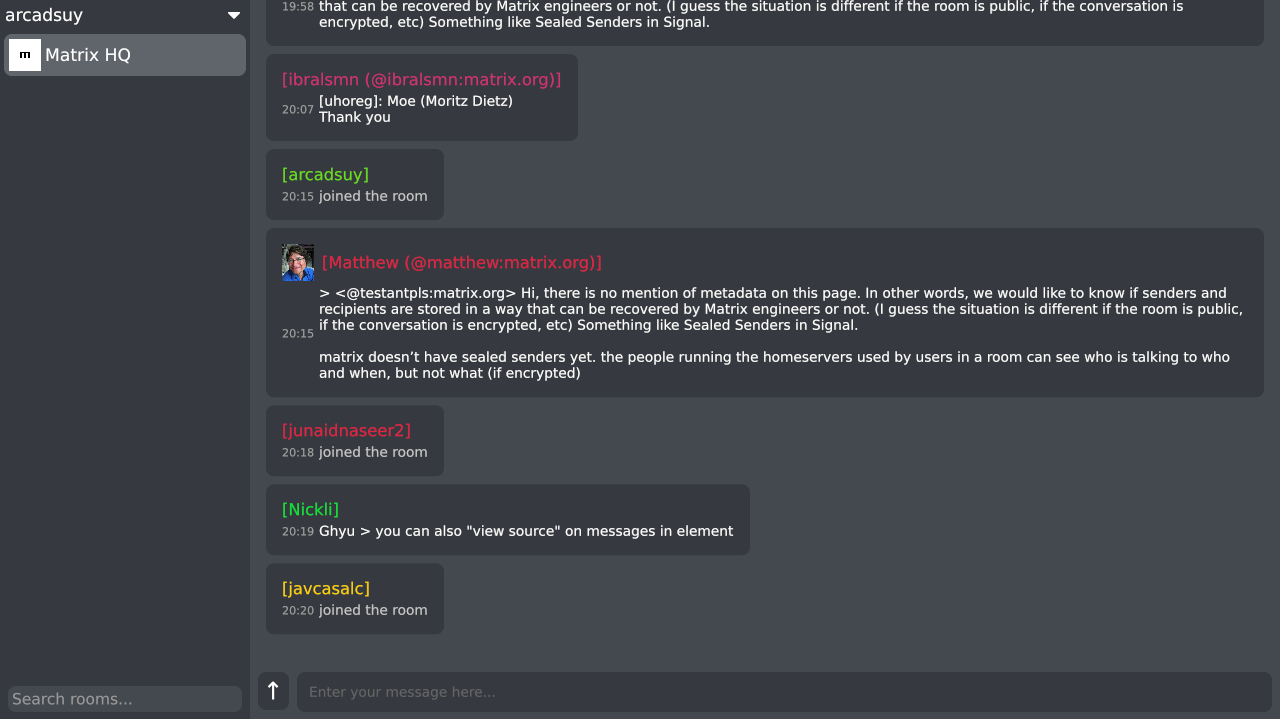 arcadsuy
m Matrix HQ
Search rooms...
19:58 that can be recovered by Matrix engineers or not. (I guess the situation is different if the room is public, if the conversation is
encrypted, etc) Something like Sealed Senders in Signal.
[ibralsmn (@ibralsmn:matrix.org)]
20:07 [uhoreg]: Moe (Moritz Dietz)
Thank you
[arcadsuy]
20:15 joined the room
[Matthew (@matthew:matrix.org)]
> <@testantpls:matrix.org> Hi, there is no mention of metadata on this page. In other words, we would like to know if senders and
recipients are stored in a way that can be recovered by Matrix engineers or not. (I guess the situation is different if the room is public,
if the conversation is encrypted, etc) Something like Sealed Senders in Signal.
20:15
matrix doesn’t have sealed senders yet. the people running the homeservers used by users in a room can see who is talking to who
and when, but not what (if encrypted)
[junaidnaseer2]
20:18 joined the room
[Nickli]
20:19 Ghyu > you can also "view source" on messages in element
[javcasalc]
20:20 joined the room
Enter your message here...